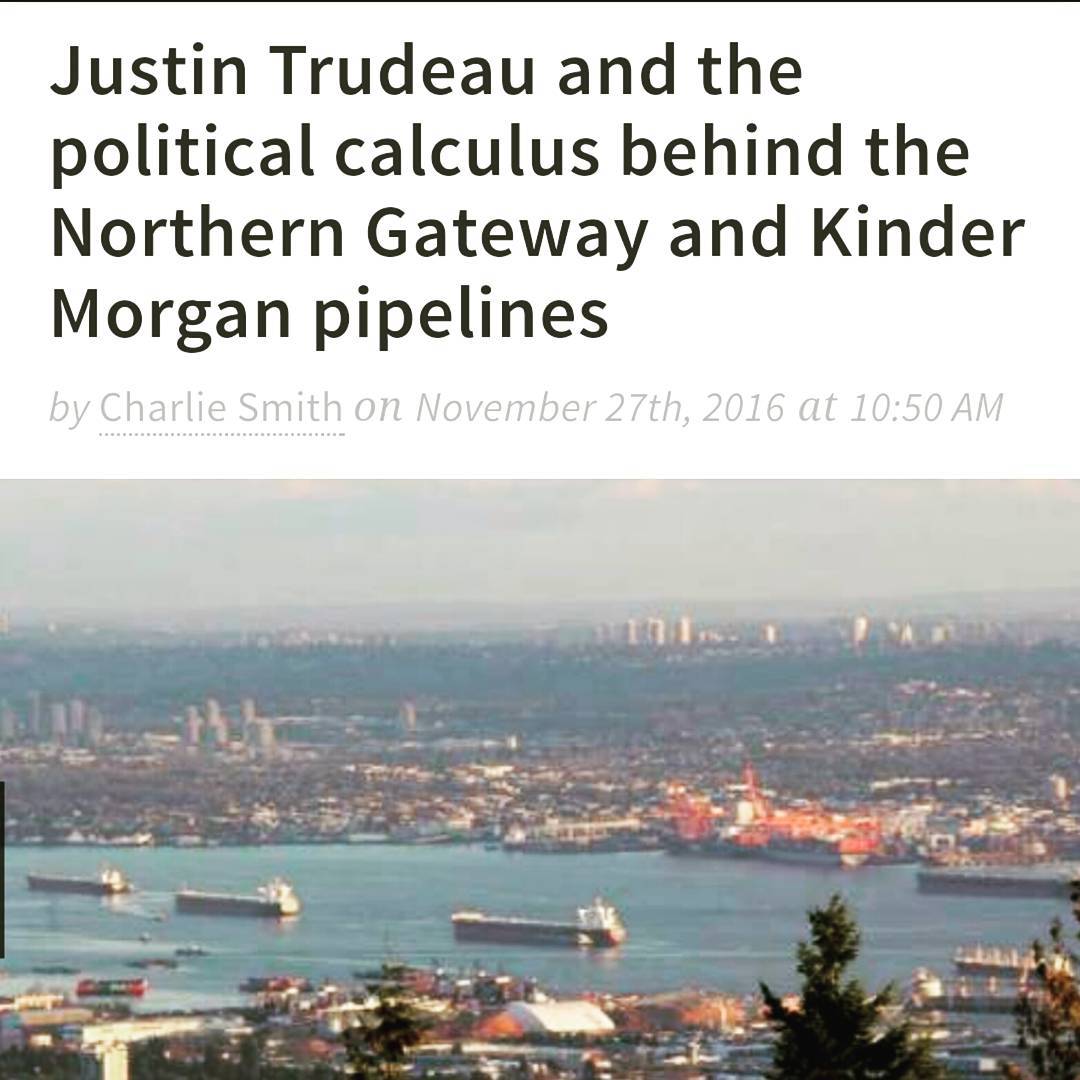 Justin Trudeau and the
political calculus behind the
Northern Gateway and Kinder
Morgan pipelines
by Charlie Smith on November 27th, 2016 at 10:50 AM